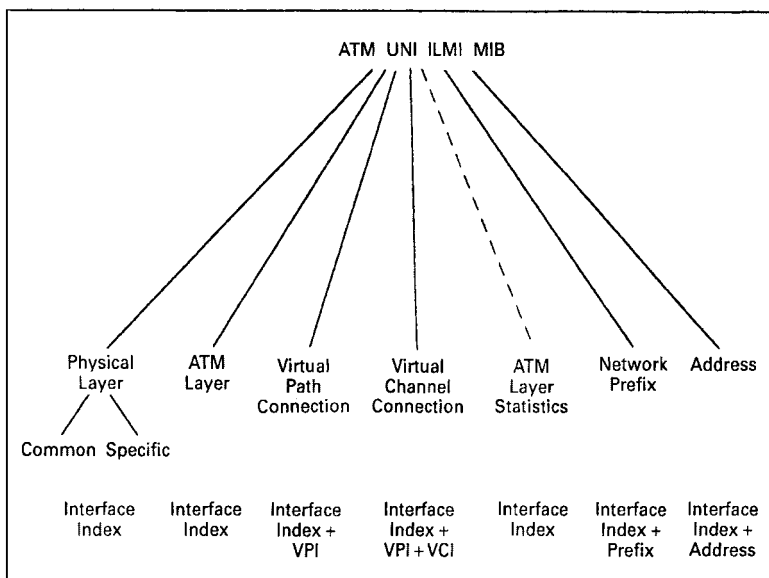 ATM UNI ILMI MIB
Physical Layer
ATM Layer
Virtual Path Connection
Virtual Channel Connection
ATM Layer Statistics
Network Prefix
Address
Common Specific
Interface Index
Interface Index
Interface Index + VPI
Interface Index + VPI + VCI
Interface Index
Interface Index + Prefix
Interface Index + Address